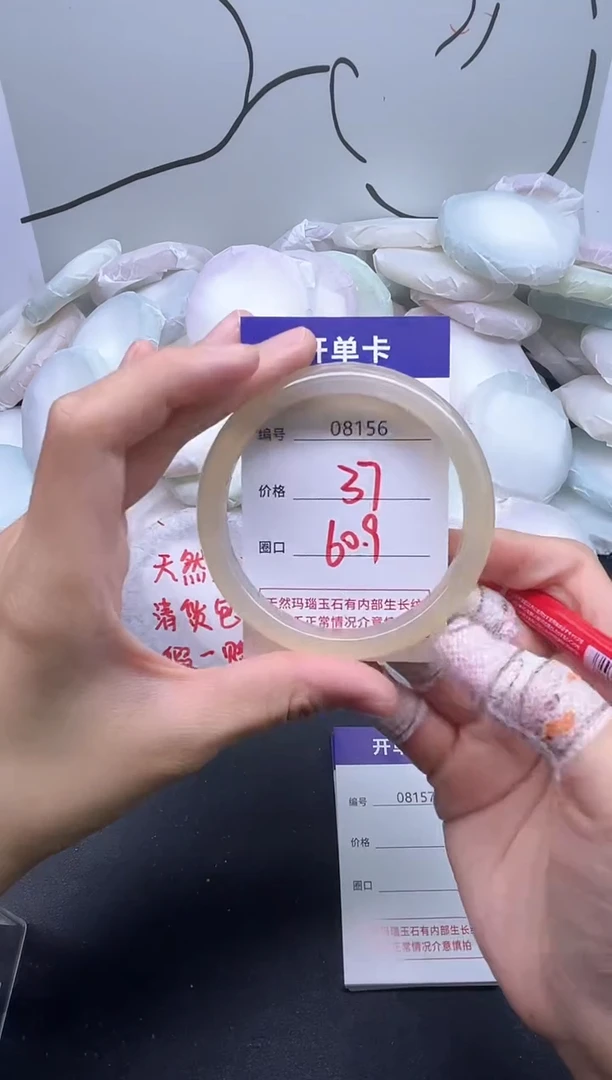 开单卡
编号 08156
价格 37
圈口 60.9
天然玛瑙玉石有内部生长纹
正常情况介意慎
天然
清货包
假一赔
开单
编号 08157
价格
圈口
玛瑙玉石有内部生长
正常情况介意慎拍